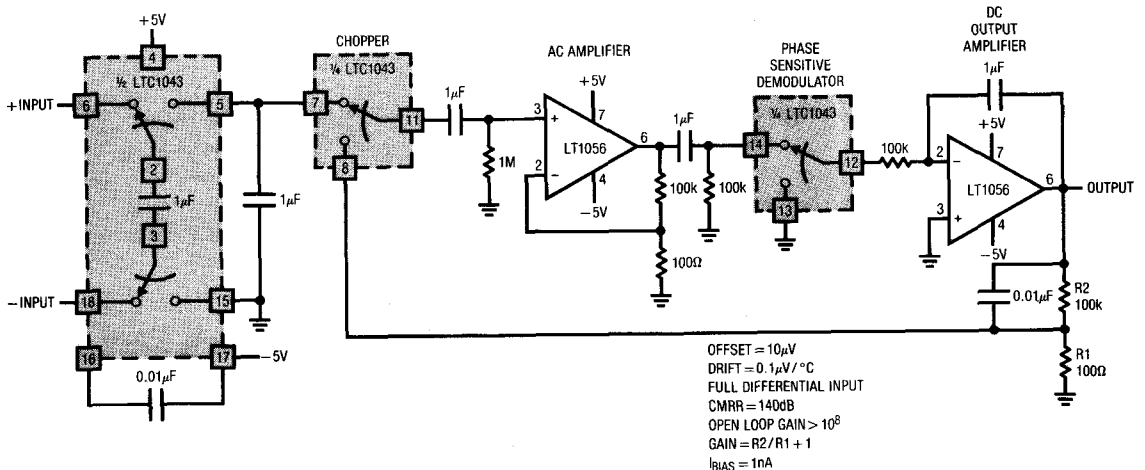 +5V
4
½ LTC1043
+INPUT
6
5
2
1µF
3
−INPUT
18
15
16
17
−5V
0.01µF
1µF
CHOPPER
¼ LTC1043
7
11
8
1µF
1M
AC AMPLIFIER
+5V
3
+
7
LT1056
6
2
−
4
−5V
1µF
100k
100k
100Ω
PHASE
SENSITIVE
DEMODULATOR
¼ LTC1043
14
12
13
100k
DC
OUTPUT
AMPLIFIER
1µF
+5V
2
−
7
LT1056
6
OUTPUT
3
+
4
−5V
0.01µF
R2
100k
R1
100Ω
OFFSET = 10µV
DRIFT = 0.1µV/°C
FULL DIFFERENTIAL INPUT
CMRR = 140dB
OPEN LOOP GAIN > 10⁸
GAIN = R2/R1 + 1
IBIAS = 1nA